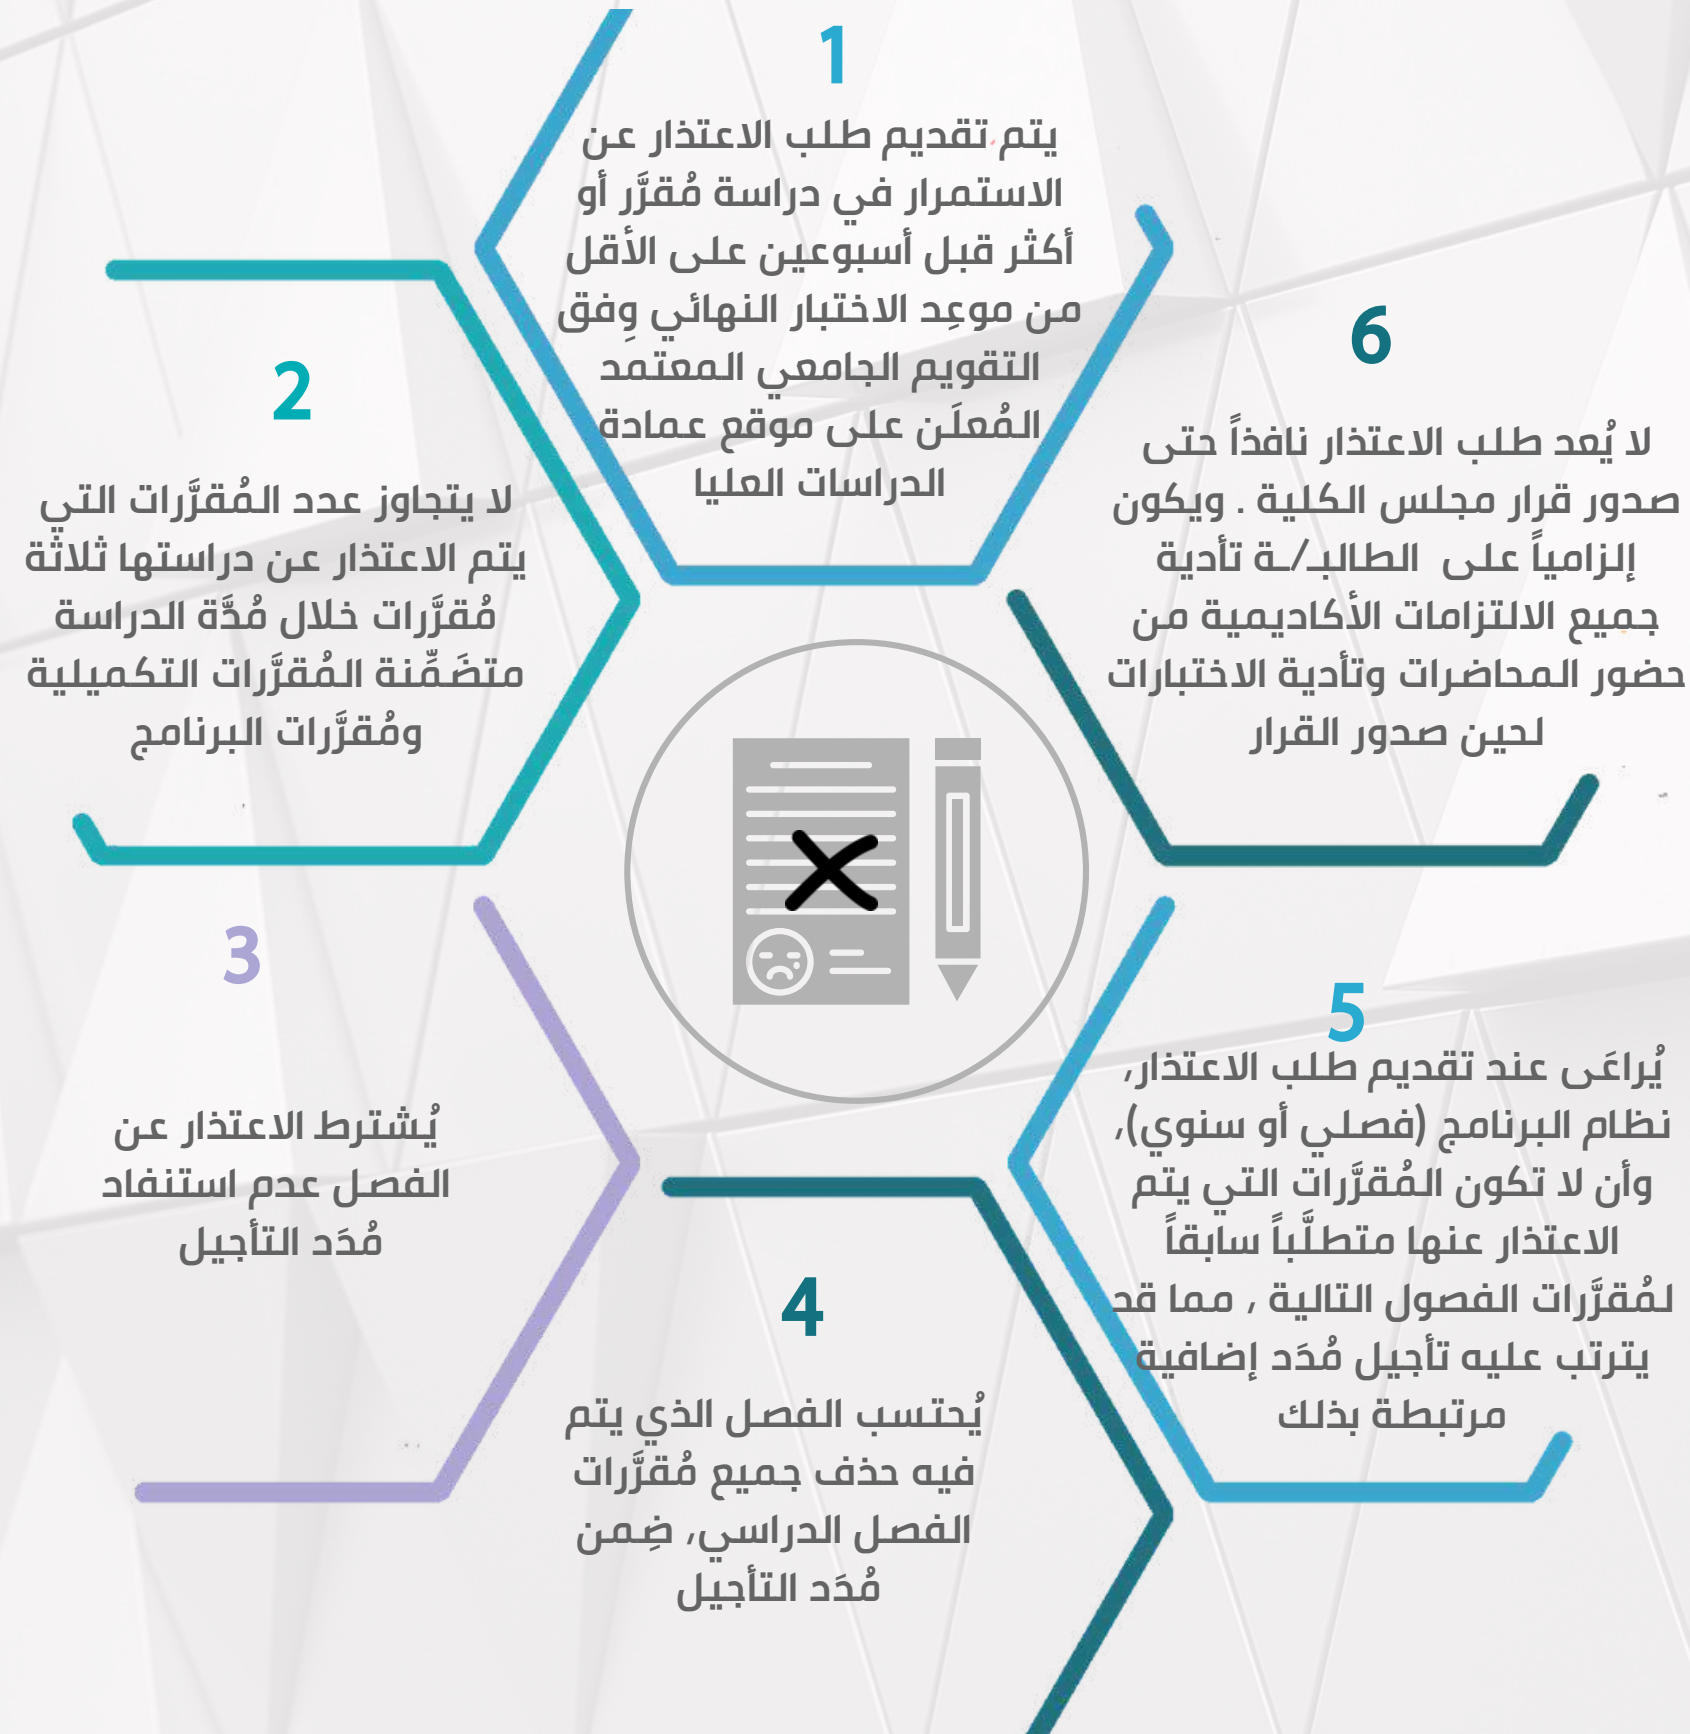 1
يتم تقديم طلب الاعتذار عن
الاستمرار في دراسة مُقرَّر أو
أكثر قبل أسبوعين على الأقل
من موعِد الاختبار النهائي وِفق
التقويم الجامعي المعتمد
المُعلَن على موقع عمادة
الدراسات العليا
2
لا يتجاوز عدد المُقرَّرات التي
يتم الاعتذار عن دراستها ثلاثة
مُقرَّرات خلال مُدَّة الدراسة
متضَمِّنة المُقرَّرات التكميلية
ومُقرَّرات البرنامج
3
يُشترط الاعتذار عن
الفصل عدم استنفاد
مُدَد التأجيل
4
يُحتسب الفصل الذي يتم
فيه حذف جميع مُقرَّرات
الفصل الدراسي، ضِمن
مُدَد التأجيل
5
يُراعَى عند تقديم طلب الاعتذار،
نظام البرنامج (فصلي أو سنوي)،
وأن لا تكون المُقرَّرات التي يتم
الاعتذار عنها متطلَّباً سابقاً
لمُقرَّرات الفصول التالية ، مما قد
يترتب عليه تأجيل مُدَد إضافية
مرتبطة بذلك
6
لا يُعد طلب الاعتذار نافذاً حتى
صدور قرار مجلس الكلية . ويكون
إلزامياً على الطالبـ/ـة تأدية
جميع الالتزامات الأكاديمية من
حضور المحاضرات وتأدية الاختبارات
لحين صدور القرار